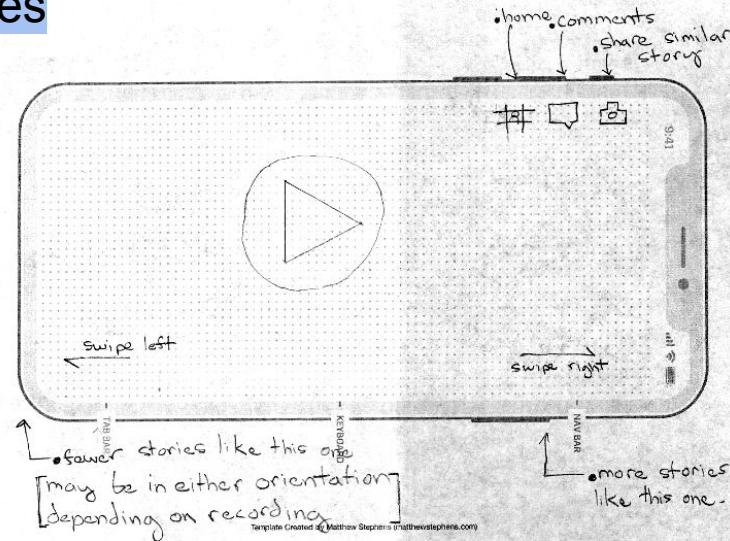 es
• home
• comments
• share similar
story
9:41
swipe left
swipe right
TAB BAR
KEYBOARD
NAV BAR
• fewer stories like this one
[may be in either orientation
depending on recording]
• more stories
like this one.
Template Created by Matthew Stephens (matthewstephens.com)